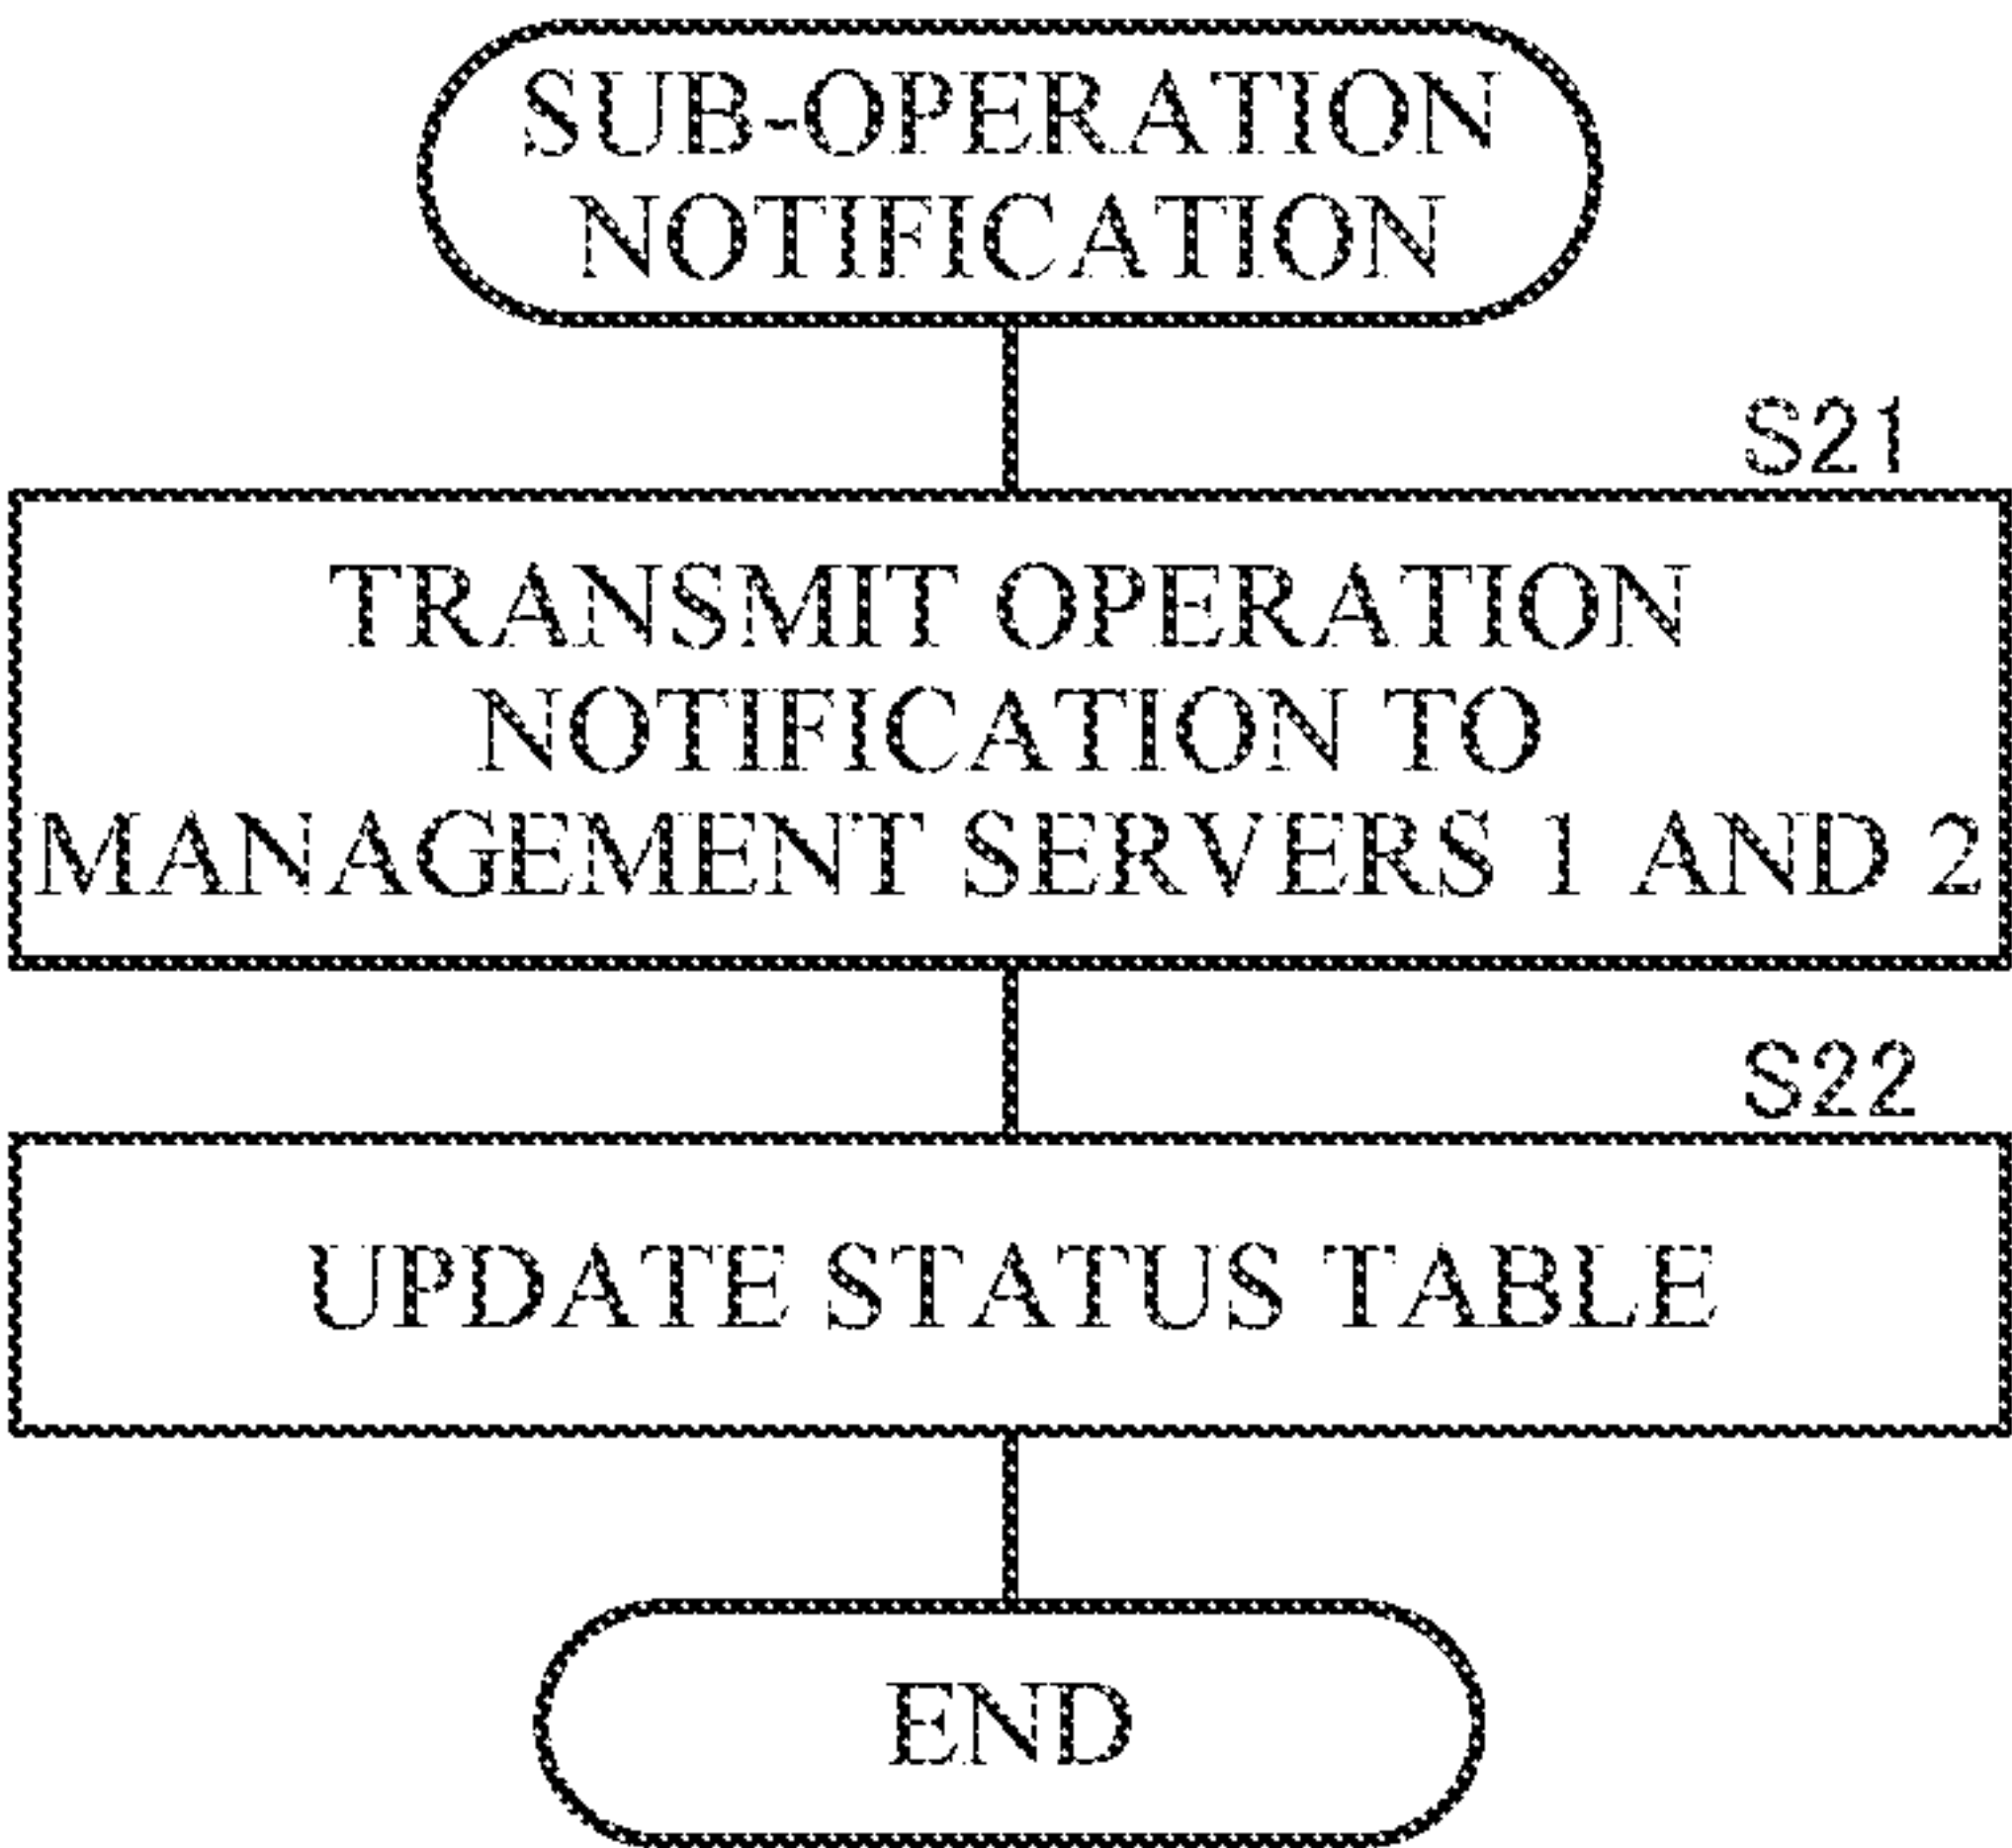 SUB-OPERATION
NOTIFICATION
S21
TRANSMIT OPERATION
NOTIFICATION TO
MANAGEMENT SERVERS 1 AND 2
S22
UPDATE STATUS TABLE
END